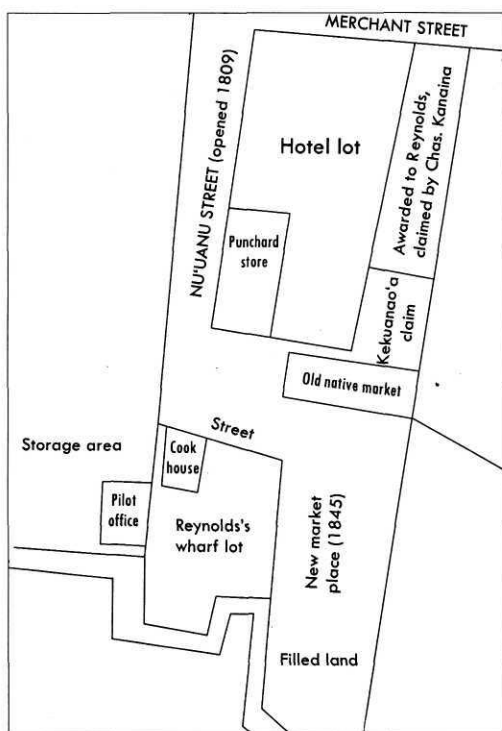 MERCHANT STREET
NU'UANU STREET (opened 1809)
Hotel lot
Awarded to Reynolds,
claimed by Chas. Kanaina
Punchard
store
Kekuanao'a
claim
Old native market
Street
Storage area
Cook
house
Pilot
office
Reynolds's
wharf lot
New market
place (1845)
Filled land